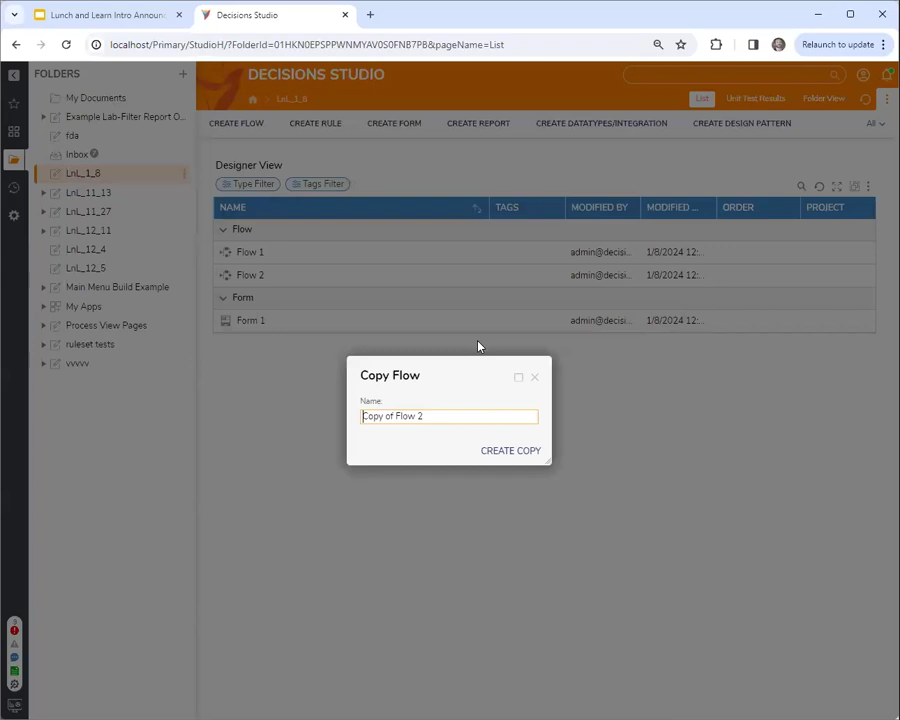 Lunch and Learn Intro Announc
Decisions Studio
localhost/Primary/StudioH/?FolderId=01HKN0EPSPPWNMYAV0S0FNB7PB&pageName=List
Relaunch to update
FOLDERS
DECISIONS STUDIO
LnL_1_8
List
Unit Test Results
Folder View
My Documents
Example Lab-Filter Report O...
fda
Inbox
LnL_1_8
LnL_11_13
LnL_11_27
LnL_12_11
LnL_12_4
LnL_12_5
Main Menu Build Example
My Apps
Process View Pages
ruleset tests
vvvvv
CREATE FLOW
CREATE RULE
CREATE FORM
CREATE REPORT
CREATE DATATYPES/INTEGRATION
CREATE DESIGN PATTERN
All
Designer View
Type Filter
Tags Filter
NAME
TAGS
MODIFIED BY
MODIFIED ...
ORDER
PROJECT
Flow
Flow 1
admin@decisi...
1/8/2024 12:...
Flow 2
admin@decisi...
1/8/2024 12:...
Form
Form 1
admin@decisi...
1/8/2024 12:...
Copy Flow
Name,
Copy of Flow 2
CREATE COPY